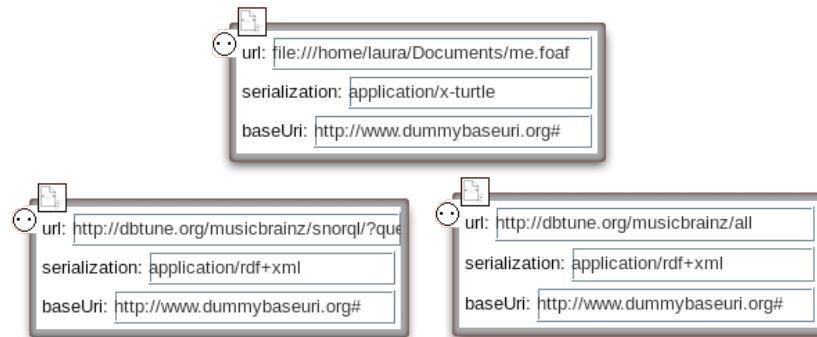 url: file:///home/laura/Documents/me.foaf
serialization: application/x-turtle
baseUri: http://www.dummybaseuri.org#
url: http://dbtune.org/musicbrainz/snorql/?que
serialization: application/rdf+xml
baseUri: http://www.dummybaseuri.org#
url: http://dbtune.org/musicbrainz/all
serialization: application/rdf+xml
baseUri: http://www.dummybaseuri.org#